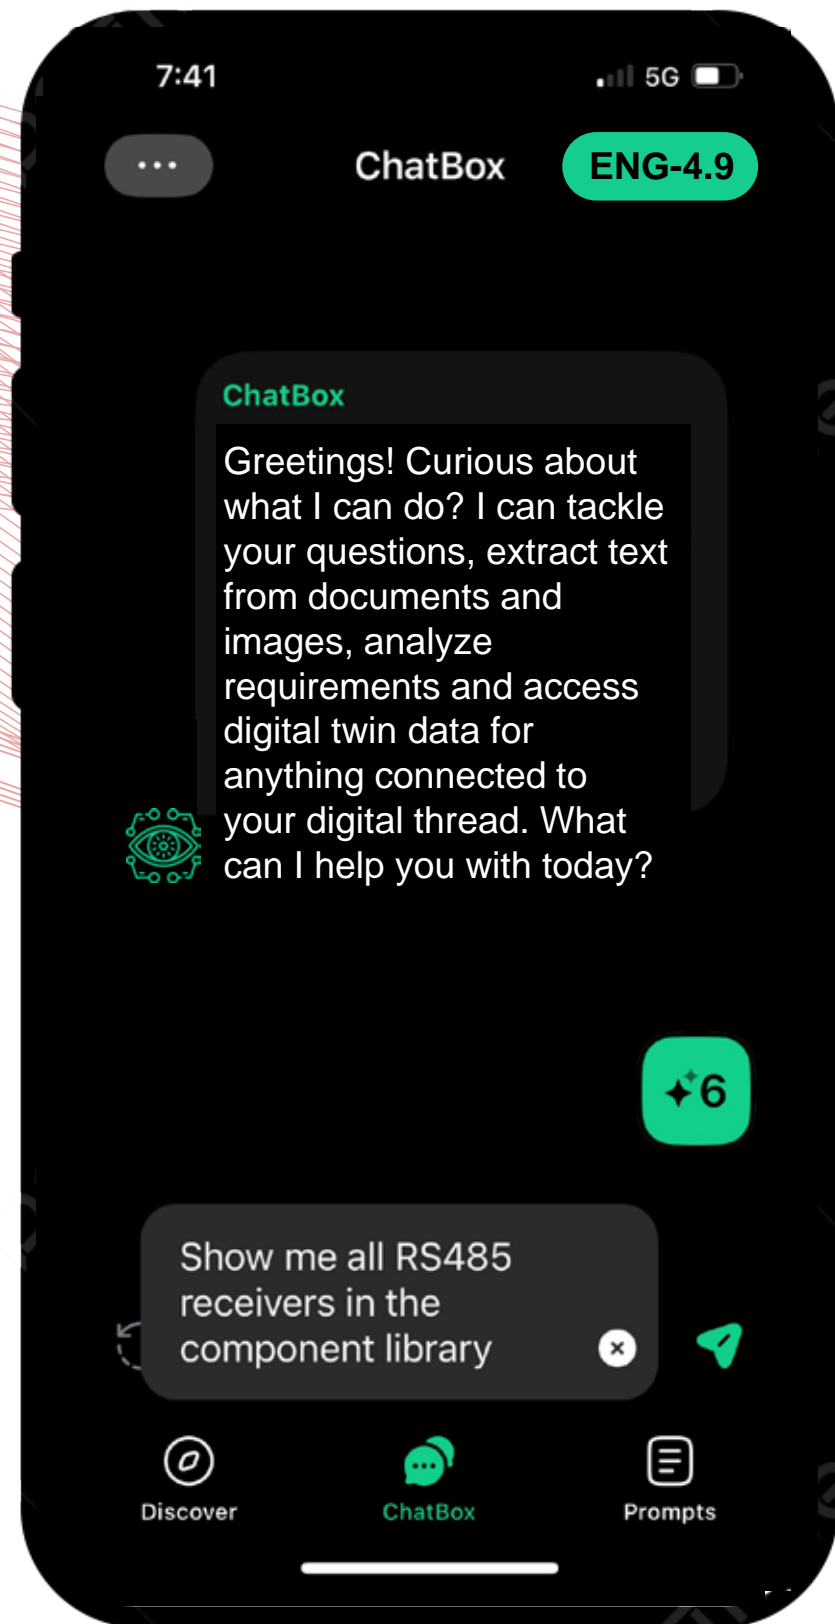 7:41
5G
ChatBox
ENG-4.9
ChatBox
Greetings! Curious about
what I can do? I can tackle
your questions, extract text
from documents and
images, analyze
requirements and access
digital twin data for
anything connected to
your digital thread. What
can I help you with today?
6
Show me all RS485
receivers in the
component library
Discover
ChatBox
Prompts